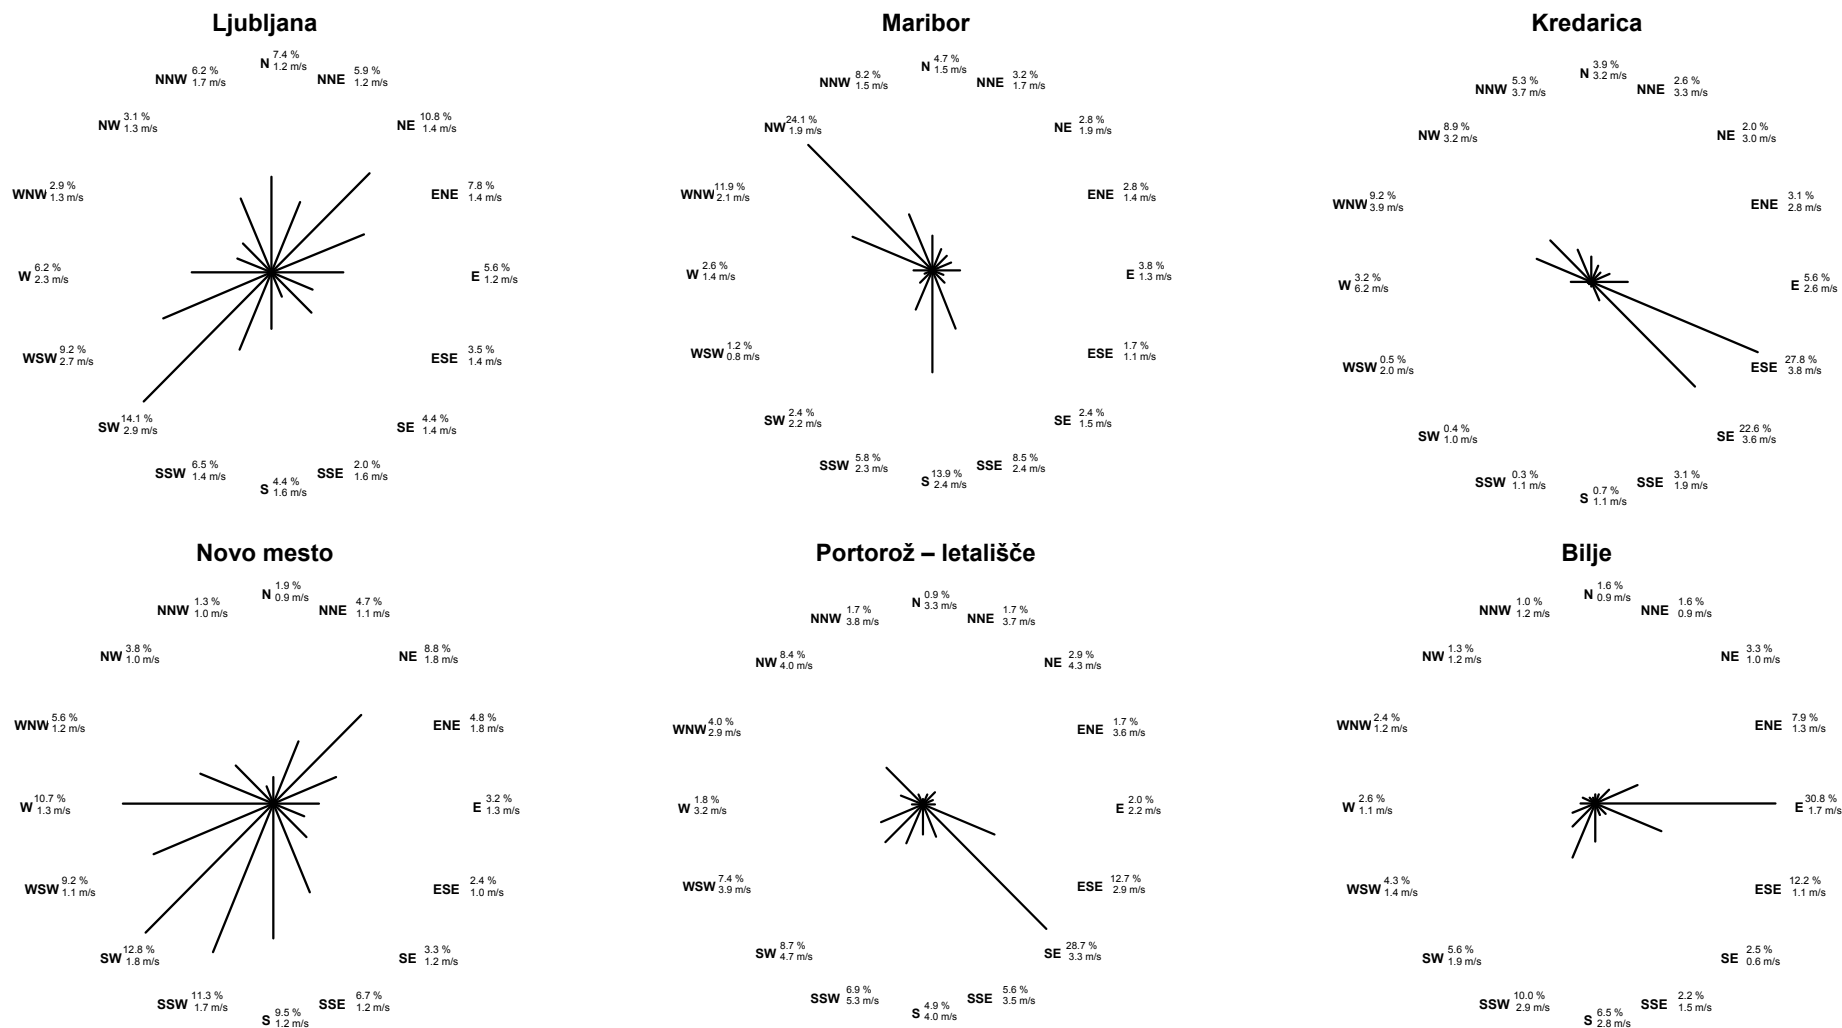 Ljubljana
N 7.4 %
1.2 m/s
NNE 5.9 %
1.2 m/s
NE 10.8 %
1.4 m/s
ENE 7.8 %
1.4 m/s
E 5.6 %
1.2 m/s
ESE 3.5 %
1.4 m/s
SE 4.4 %
1.4 m/s
SSE 2.0 %
1.6 m/s
S 4.4 %
1.6 m/s
SSW 6.5 %
1.4 m/s
SW 14.1 %
2.9 m/s
WSW 9.2 %
2.7 m/s
W 6.2 %
2.3 m/s
WNW 2.9 %
1.3 m/s
NW 3.1 %
1.3 m/s
NNW 6.2 %
1.7 m/s
Maribor
N 4.7 %
1.5 m/s
NNE 3.2 %
1.7 m/s
NE 2.8 %
1.9 m/s
ENE 2.8 %
1.4 m/s
E 3.8 %
1.3 m/s
ESE 1.7 %
1.1 m/s
SE 2.4 %
1.5 m/s
SSE 8.5 %
2.4 m/s
S 13.9 %
2.4 m/s
SSW 5.8 %
2.3 m/s
SW 2.4 %
2.2 m/s
WSW 1.2 %
0.8 m/s
W 2.6 %
1.4 m/s
WNW 11.9 %
2.1 m/s
NW 24.1 %
1.9 m/s
NNW 8.2 %
1.5 m/s
Kredarica
N 3.9 %
3.2 m/s
NNE 2.6 %
3.3 m/s
NE 2.0 %
3.0 m/s
ENE 3.1 %
2.8 m/s
E 5.6 %
2.6 m/s
ESE 27.8 %
3.8 m/s
SE 22.6 %
3.6 m/s
SSE 3.1 %
1.9 m/s
S 0.7 %
1.1 m/s
SSW 0.3 %
1.1 m/s
SW 0.4 %
1.0 m/s
WSW 0.5 %
2.0 m/s
W 3.2 %
6.2 m/s
WNW 9.2 %
3.9 m/s
NW 8.9 %
3.2 m/s
NNW 5.3 %
3.7 m/s
Novo mesto
N 1.9 %
0.9 m/s
NNE 4.7 %
1.1 m/s
NE 8.8 %
1.8 m/s
ENE 4.8 %
1.8 m/s
E 3.2 %
1.3 m/s
ESE 2.4 %
1.0 m/s
SE 3.3 %
1.2 m/s
SSE 6.7 %
1.2 m/s
S 9.5 %
1.2 m/s
SSW 11.3 %
1.7 m/s
SW 12.8 %
1.8 m/s
WSW 9.2 %
1.1 m/s
W 10.7 %
1.3 m/s
WNW 5.6 %
1.2 m/s
NW 3.8 %
1.0 m/s
NNW 1.3 %
1.0 m/s
Portorož – letališče
N 0.9 %
3.3 m/s
NNE 1.7 %
3.7 m/s
NE 2.9 %
4.3 m/s
ENE 1.7 %
3.6 m/s
E 2.0 %
2.2 m/s
ESE 12.7 %
2.9 m/s
SE 28.7 %
3.3 m/s
SSE 5.6 %
3.5 m/s
S 4.9 %
4.0 m/s
SSW 6.9 %
5.3 m/s
SW 8.7 %
4.7 m/s
WSW 7.4 %
3.9 m/s
W 1.8 %
3.2 m/s
WNW 4.0 %
2.9 m/s
NW 8.4 %
4.0 m/s
NNW 1.7 %
3.8 m/s
Bilje
N 1.6 %
0.9 m/s
NNE 1.6 %
0.9 m/s
NE 3.3 %
1.0 m/s
ENE 7.9 %
1.3 m/s
E 30.8 %
1.7 m/s
ESE 12.2 %
1.1 m/s
SE 2.5 %
0.6 m/s
SSE 2.2 %
1.5 m/s
S 6.5 %
2.8 m/s
SSW 10.0 %
2.9 m/s
SW 5.6 %
1.9 m/s
WSW 4.3 %
1.4 m/s
W 2.6 %
1.1 m/s
WNW 2.4 %
1.2 m/s
NW 1.3 %
1.2 m/s
NNW 1.0 %
1.2 m/s